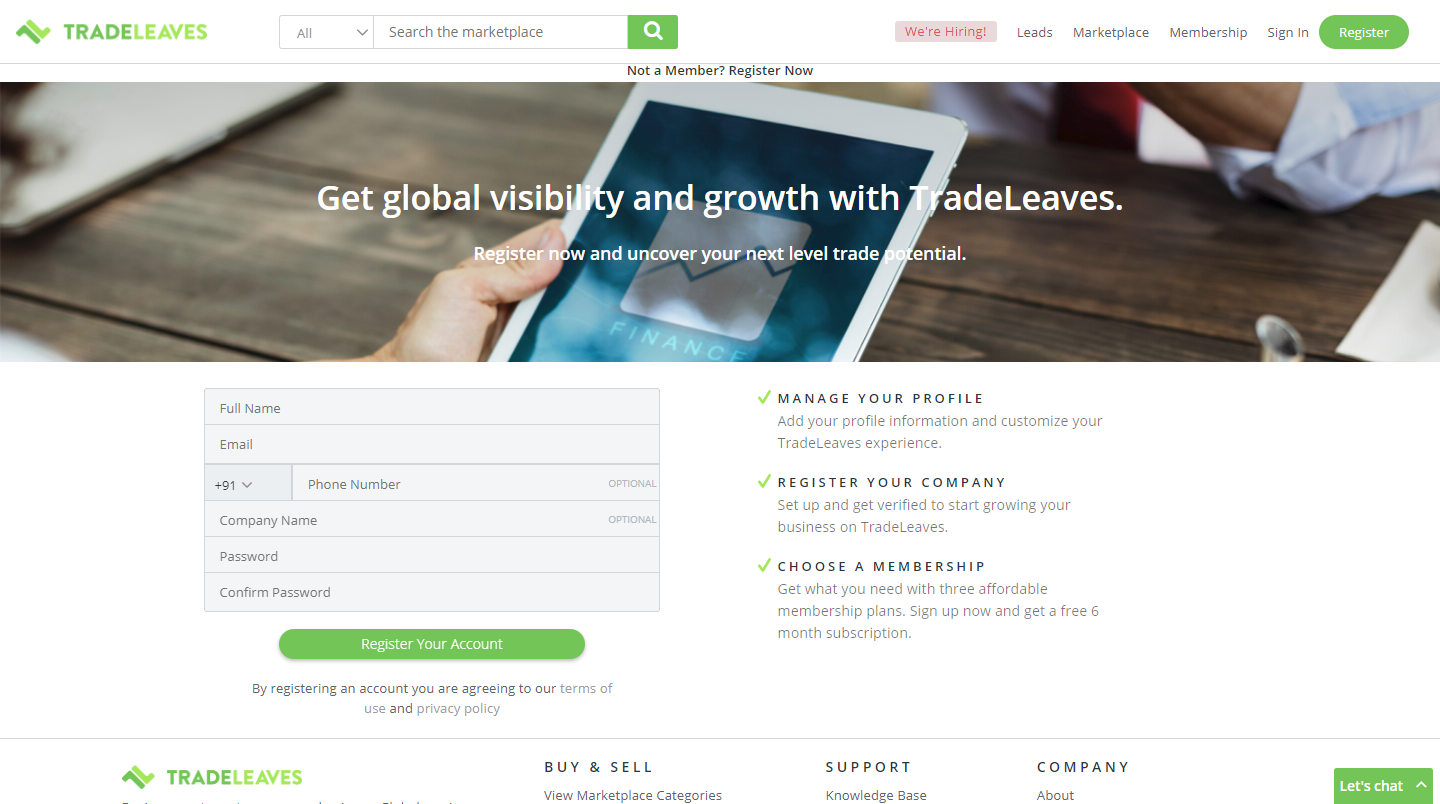 TRADELEAVES
All
Search the marketplace
We're Hiring!
Leads
Marketplace
Membership
Sign In
Register
Not a Member? Register Now
Get global visibility and growth with TradeLeaves.
Register now and uncover your next level trade potential.
FINANCE
Full Name
Email
+91
Phone Number
OPTIONAL
Company Name
OPTIONAL
Password
Confirm Password
Register Your Account
By registering an account you are agreeing to our terms of
use and privacy policy
MANAGE YOUR PROFILE
Add your profile information and customize your
TradeLeaves experience.
REGISTER YOUR COMPANY
Set up and get verified to start growing your
business on TradeLeaves.
CHOOSE A MEMBERSHIP
Get what you need with three affordable
membership plans. Sign up now and get a free 6
month subscription.
TRADELEAVES
BUY & SELL
View Marketplace Categories
SUPPORT
Knowledge Base
COMPANY
About
Let's chat